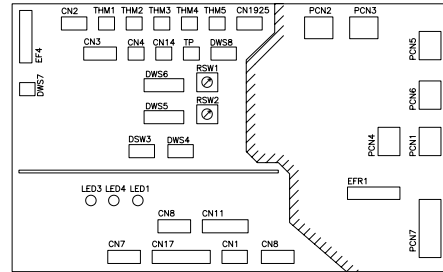 CN2 THM1 THM2 THM3 THM4 THM5 CN1925 PCN2 PCN3
EF4
CN3 CN4 CN14 TP DWS8
PCN5
DWS7
DWS6 RSW1
PCN6
DWS5 RSW2
DSW3 DWS4
PCN4 PCN1
EFR1
LED3 LED4 LED1
CN8 CN11
PCN7
CN7 CN17 CN1 CN8